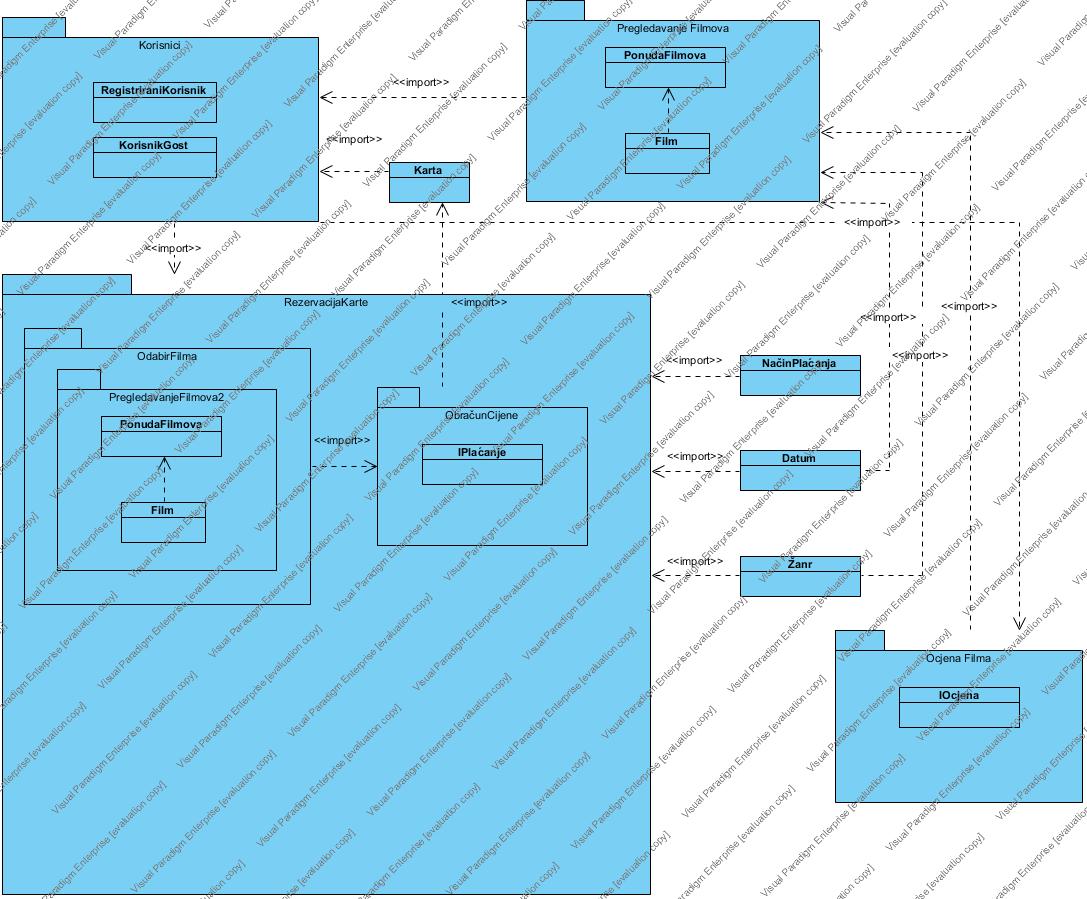 Korisnici
RegistriraniKorisnik
KorisnikGost
<<import>>
<<import>>
Karta
Pregledavanje Filmova
PonudaFilmova
Film
<<import>>
<<import>>
RezervacijaKarte
<<import>>
<<import>>
<<import>>
<<import>>
OdabirFilma
PregledavanjeFilmova2
PonudaFilmova
Film
<<import>>
ObračunCijene
IPlaćanje
<<import>>
NačinPlaćanja
<<import>>
Datum
<<import>>
Žanr
Ocjena Filma
IOcjena
Visual Paradigm Enterprise [evaluation copy]